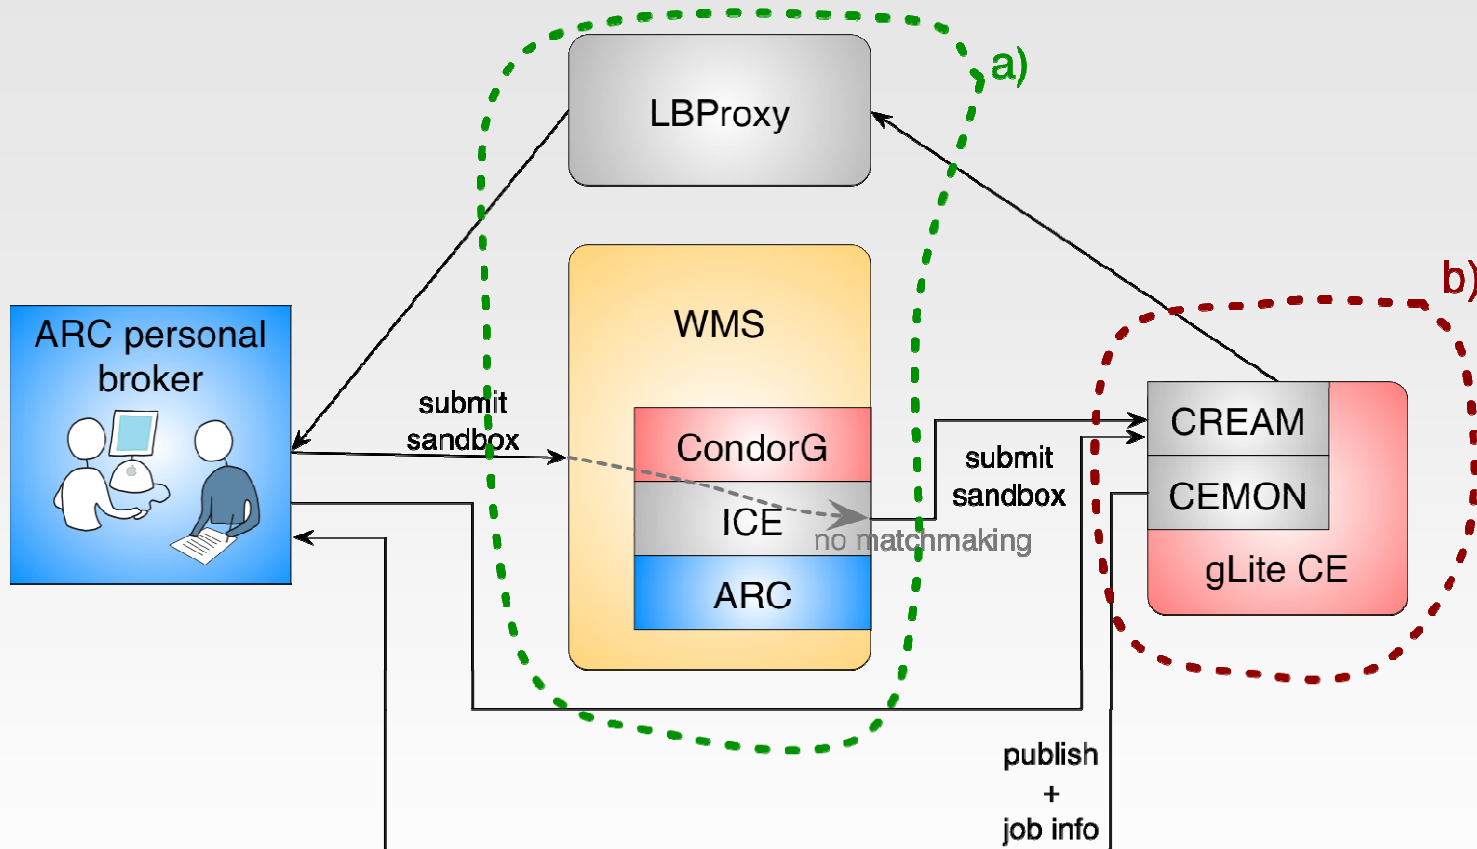 a)
LBProxy
b)
ARC personal
broker
WMS
submit
sandbox
CondorG
ICE
no matchmaking
ARC
submit
sandbox
CREAM
CEMON
gLite CE
publish
+
job info